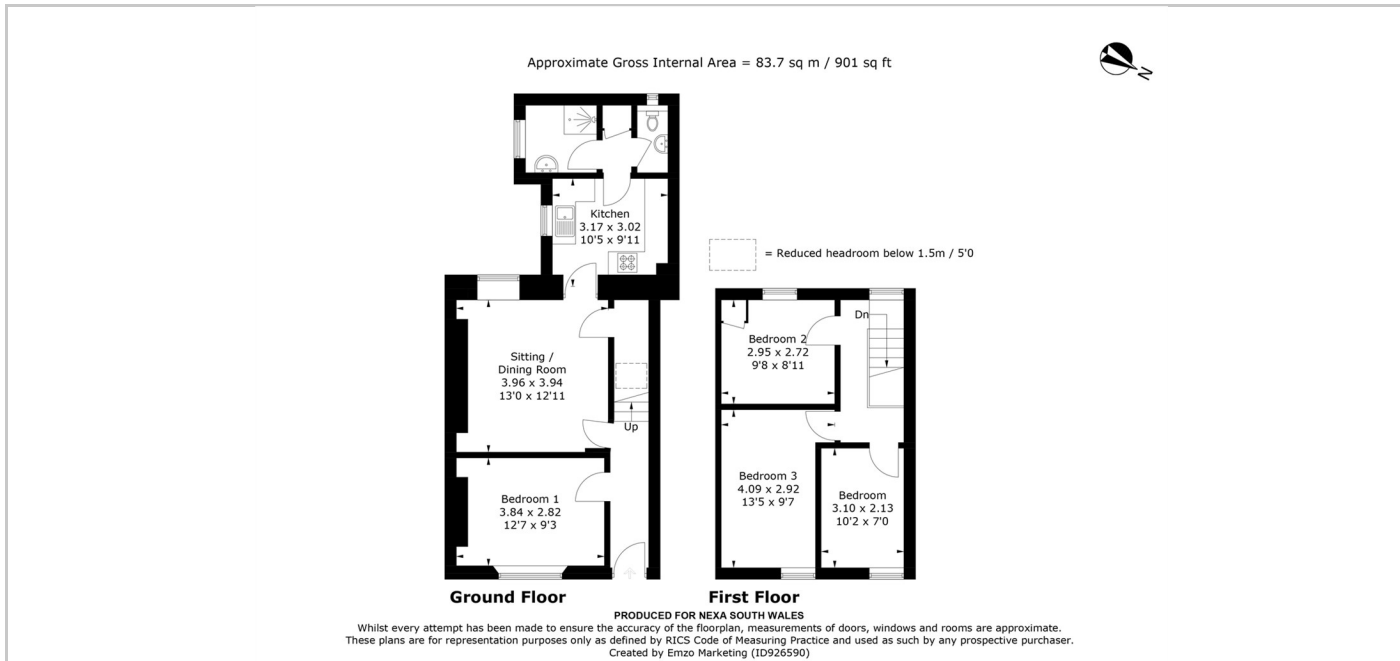 Approximate Gross Internal Area = 83.7 sq m / 901 sq ft
N
Kitchen
3.17 x 3.02
10'5 x 9'11
= Reduced headroom below 1.5m / 5'0
Sitting /
Dining Room
3.96 x 3.94
13'0 x 12'11
Up
Bedroom 1
3.84 x 2.82
12'7 x 9'3
Dn
Bedroom 2
2.95 x 2.72
9'8 x 8'11
Bedroom 3
4.09 x 2.92
13'5 x 9'7
Bedroom
3.10 x 2.13
10'2 x 7'0
Ground Floor
First Floor
PRODUCED FOR NEXA SOUTH WALES
Whilst every attempt has been made to ensure the accuracy of the floorplan, measurements of doors, windows and rooms are approximate.
These plans are for representation purposes only as defined by RICS Code of Measuring Practice and used as such by any prospective purchaser.
Created by Emzo Marketing (ID926590)